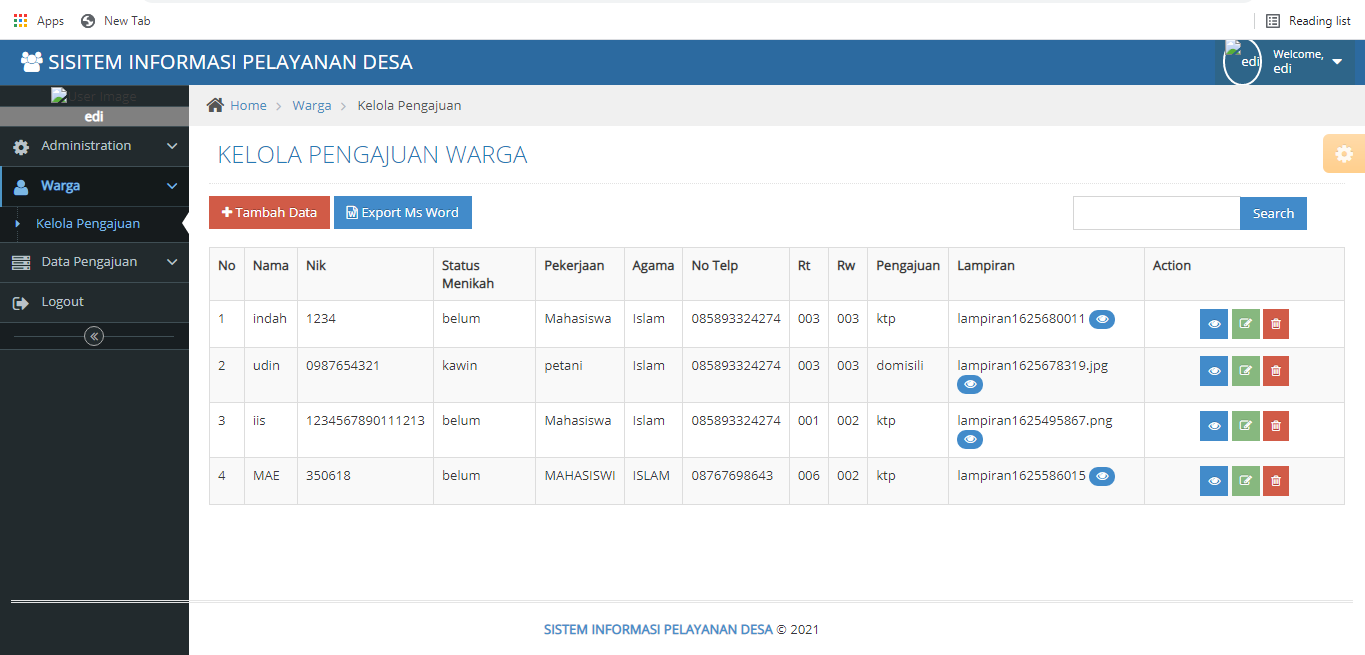 Apps New Tab Reading list
SISITEM INFORMASI PELAYANAN DESA
edi
Welcome,
edi
User Image
edi
Administration
Warga
Kelola Pengajuan
Data Pengajuan
Logout
Home Warga Kelola Pengajuan
KELOLA PENGAJUAN WARGA
Tambah Data Export Ms Word Search
No Nama Nik Status Menikah Pekerjaan Agama No Telp Rt Rw Pengajuan Lampiran Action
1 indah 1234 belum Mahasiswa Islam 085893324274 003 003 ktp lampiran1625680011
2 udin 0987654321 kawin petani Islam 085893324274 003 003 domisili lampiran1625678319.jpg
3 iis 1234567890111213 belum Mahasiswa Islam 085893324274 001 002 ktp lampiran1625495867.png
4 MAE 350618 belum MAHASISWI ISLAM 08767698643 006 002 ktp lampiran1625586015
SISTEM INFORMASI PELAYANAN DESA © 2021